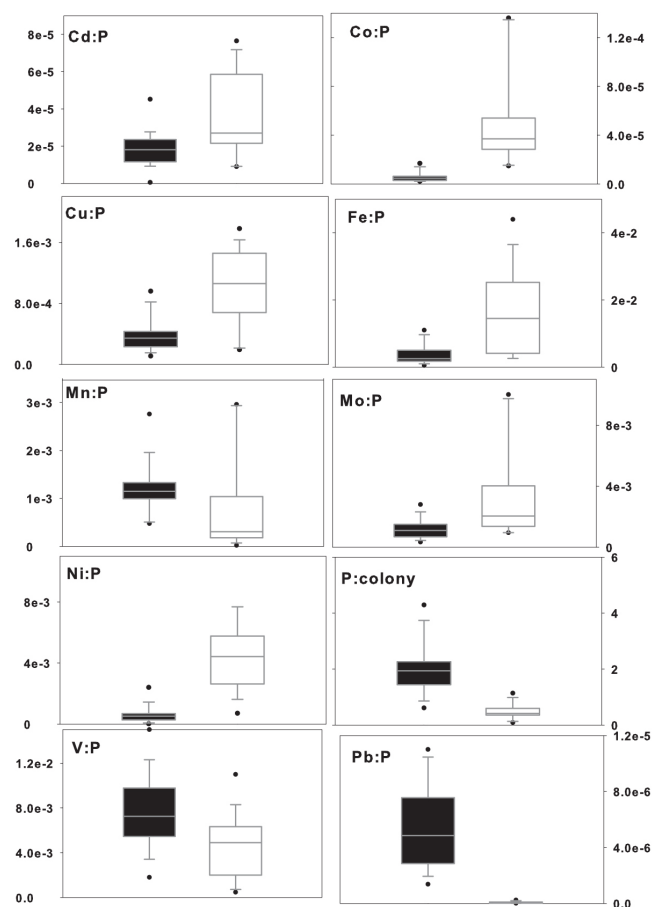 Cd:P
8e-5
6e-5
4e-5
2e-5
0
Co:P
1.2e-4
8.0e-5
4.0e-5
0.0
Cu:P
1.6e-3
8.0e-4
0.0
Fe:P
4e-2
2e-2
0
Mn:P
3e-3
2e-3
1e-3
0
Mo:P
8e-3
4e-3
0
Ni:P
8e-3
4e-3
0
P:colony
6
4
2
0
V:P
1.2e-2
8.0e-3
4.0e-3
0.0
Pb:P
1.2e-5
8.0e-6
4.0e-6
0.0